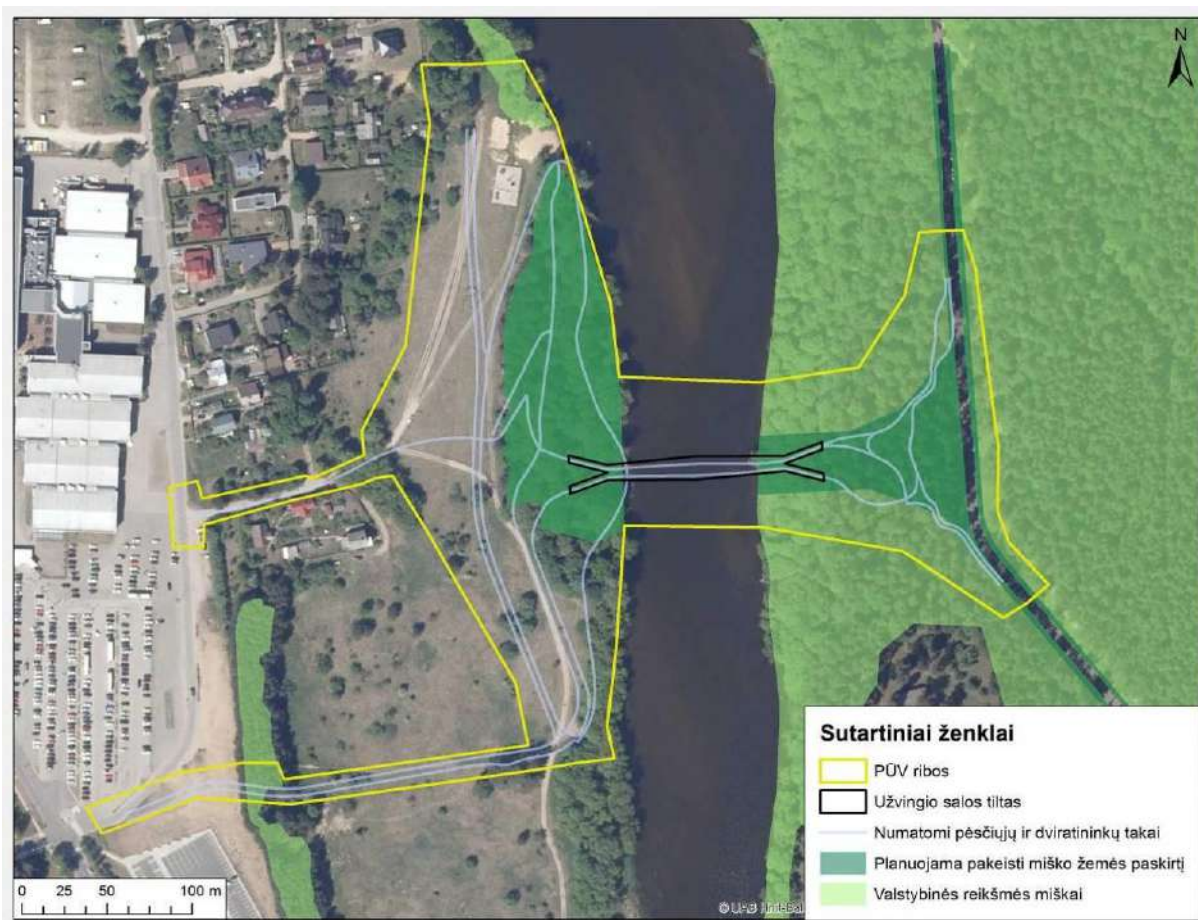 N
Sutartiniai ženklai
PŪV ribos
Užvingio salos tiltas
Numatomi pėsčiųjų ir dviratininkų takai
Planuojama pakeisti miško žemės paskirtį
Valstybinės reikšmės miškai
0 25 50 100 m
© UAB